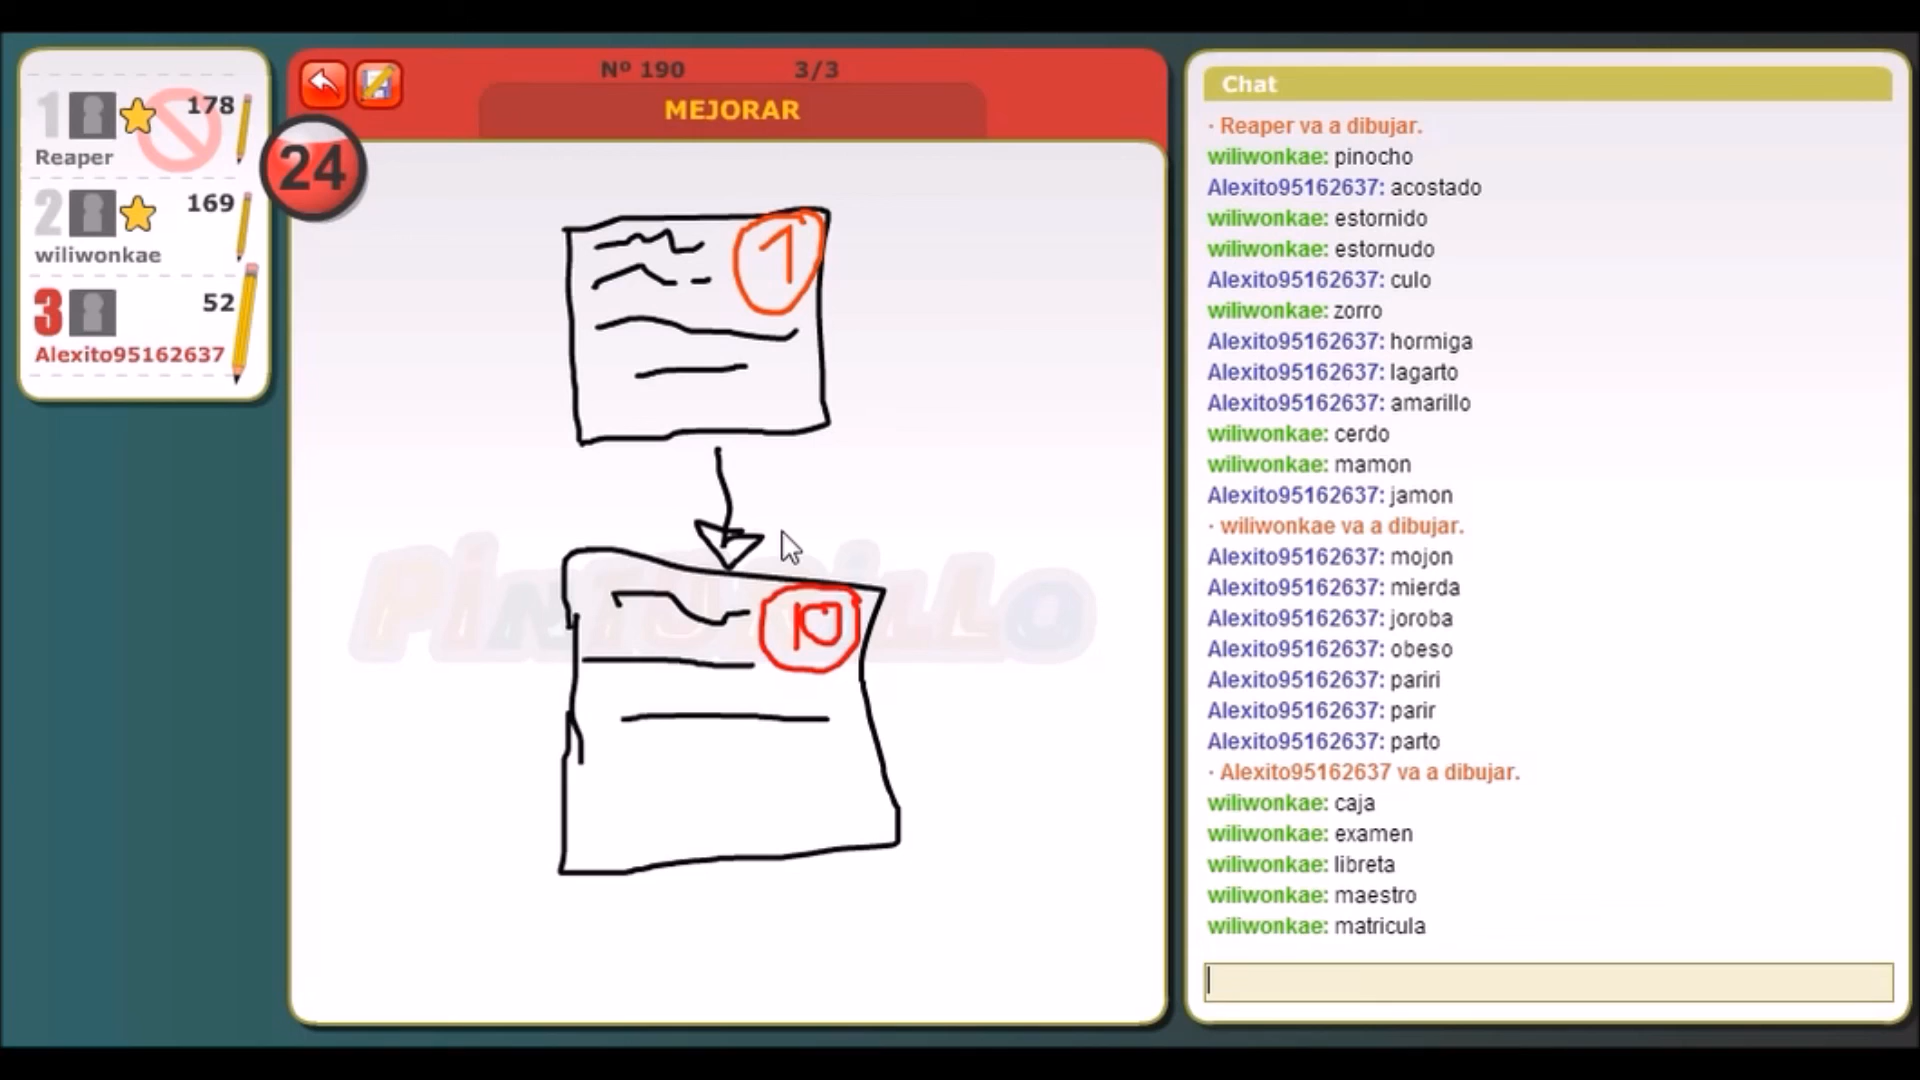 1
178
Reaper
2
169
wiliwonkae
3
52
Alexito95162637
24
Nº 190
3/3
MEJORAR
1
10
PiNTURiLLO
Chat
· Reaper va a dibujar.
wiliwonkae: pinocho
Alexito95162637: acostado
wiliwonkae: estornido
wiliwonkae: estornudo
Alexito95162637: culo
wiliwonkae: zorro
Alexito95162637: hormiga
Alexito95162637: lagarto
Alexito95162637: amarillo
wiliwonkae: cerdo
wiliwonkae: mamon
Alexito95162637: jamon
· wiliwonkae va a dibujar.
Alexito95162637: mojon
Alexito95162637: mierda
Alexito95162637: joroba
Alexito95162637: obeso
Alexito95162637: pariri
Alexito95162637: parir
Alexito95162637: parto
· Alexito95162637 va a dibujar.
wiliwonkae: caja
wiliwonkae: examen
wiliwonkae: libreta
wiliwonkae: maestro
wiliwonkae: matricula